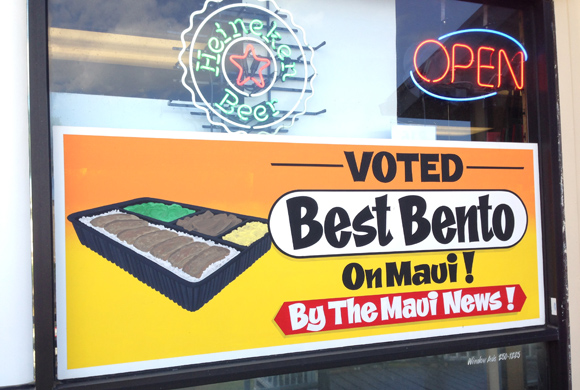 Heineken
Beer
OPEN
VOTED
Best Bento
On Maui!
By The Maui News!